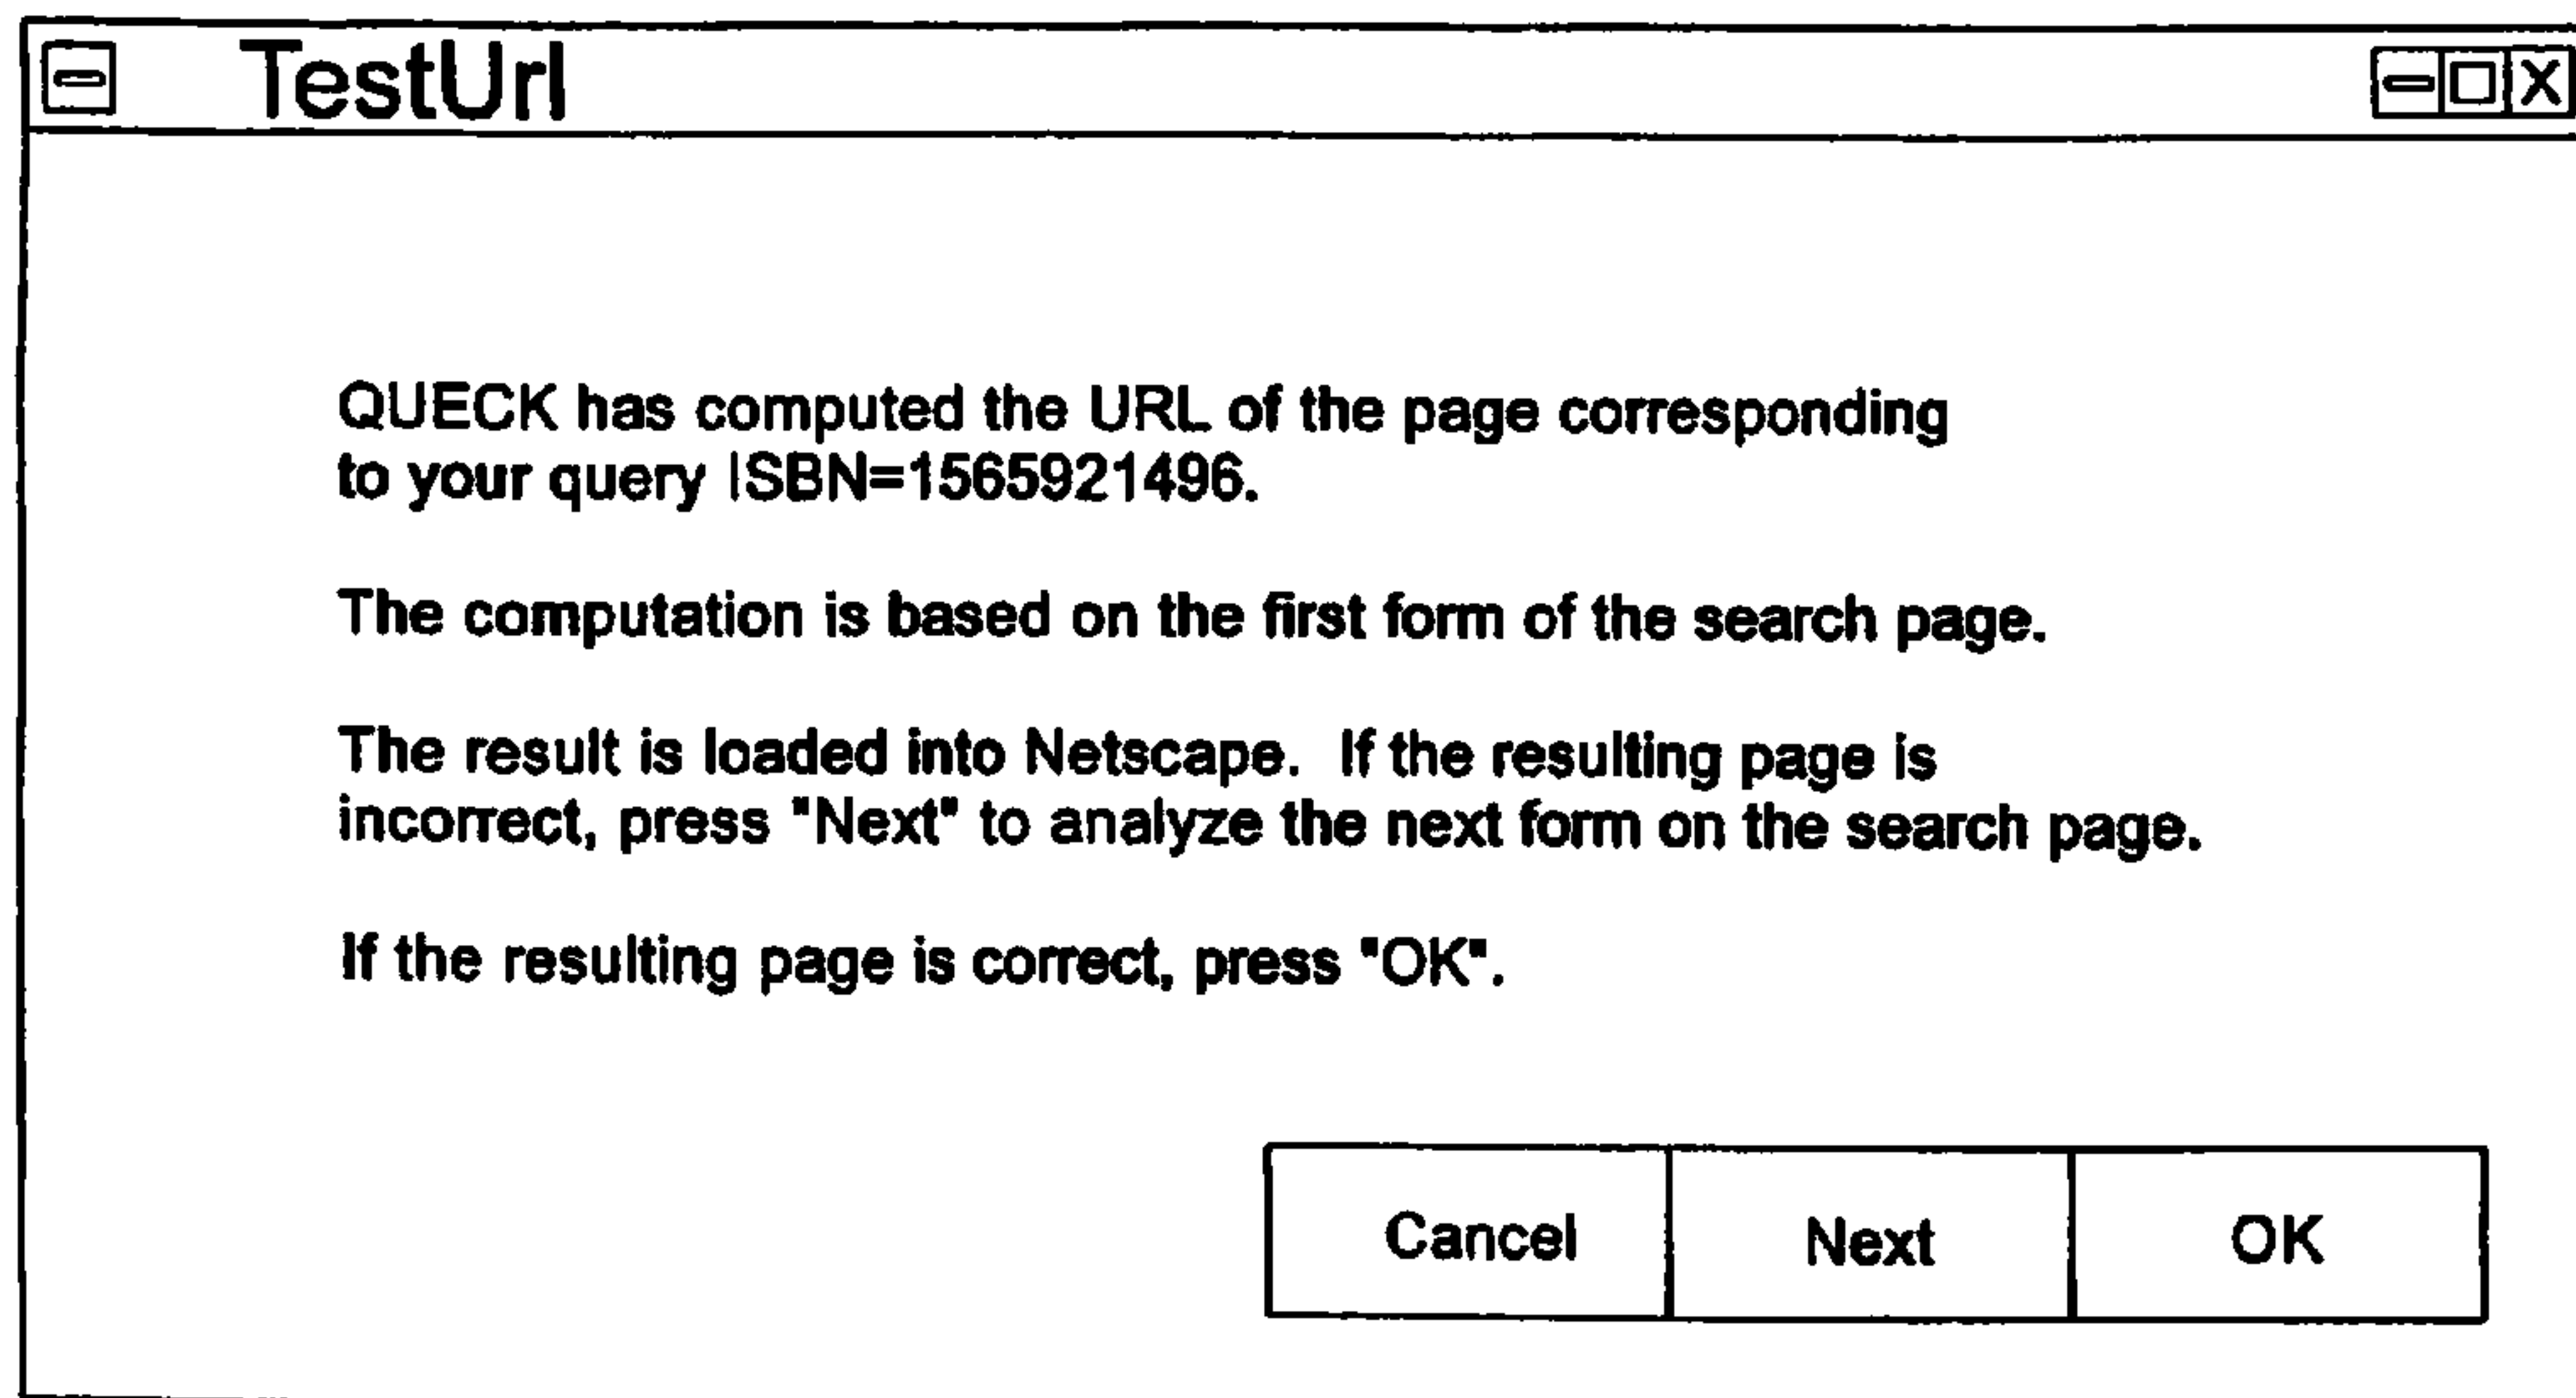 TestUrl
QUECK has computed the URL of the page corresponding
to your query ISBN=1565921496.
The computation is based on the first form of the search page.
The result is loaded into Netscape. If the resulting page is
incorrect, press "Next" to analyze the next form on the search page.
If the resulting page is correct, press "OK".
Cancel Next OK